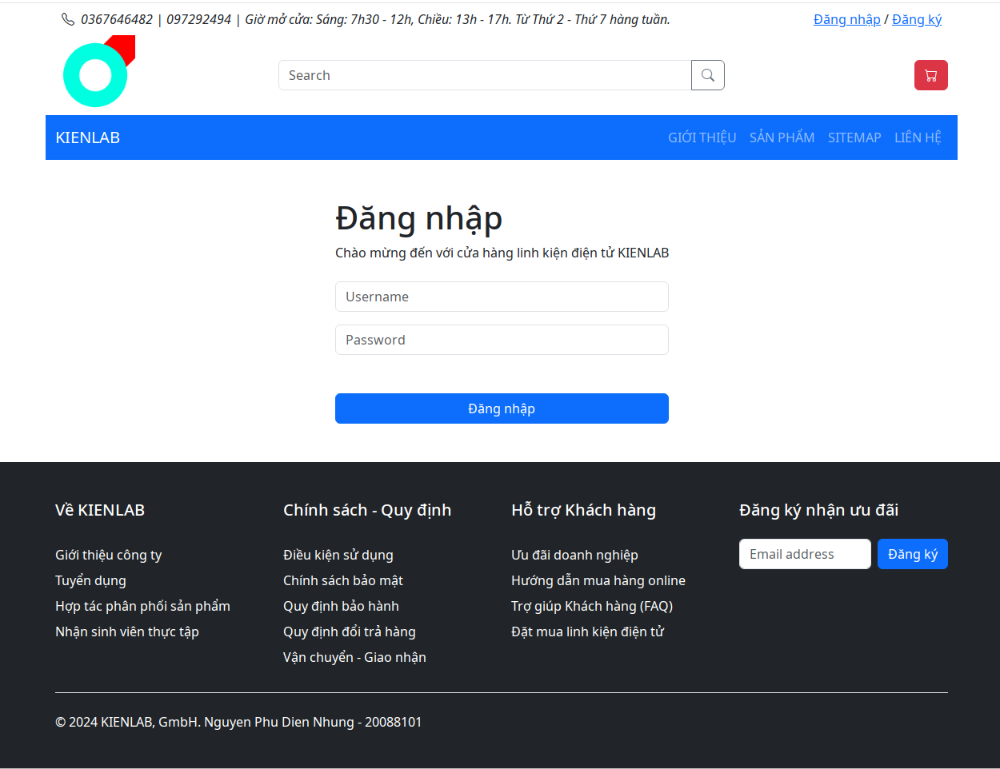 0367646482 | 097292494 | Giờ mở cửa: Sáng: 7h30 - 12h, Chiều: 13h - 17h. Từ Thứ 2 - Thứ 7 hàng tuần.
Đăng nhập / Đăng ký
Search
KIENLAB
GIỚI THIỆU SẢN PHẨM SITEMAP LIÊN HỆ
Đăng nhập
Chào mừng đến với cửa hàng linh kiện điện tử KIENLAB
Username
Password
Đăng nhập
Về KIENLAB
Giới thiệu công ty
Tuyển dụng
Hợp tác phân phối sản phẩm
Nhận sinh viên thực tập
Chính sách - Quy định
Điều kiện sử dụng
Chính sách bảo mật
Quy định bảo hành
Quy định đổi trả hàng
Vận chuyển - Giao nhận
Hỗ trợ Khách hàng
Ưu đãi doanh nghiệp
Hướng dẫn mua hàng online
Trợ giúp Khách hàng (FAQ)
Đặt mua linh kiện điện tử
Đăng ký nhận ưu đãi
Email address
Đăng ký
© 2024 KIENLAB, GmbH. Nguyen Phu Dien Nhung - 20088101